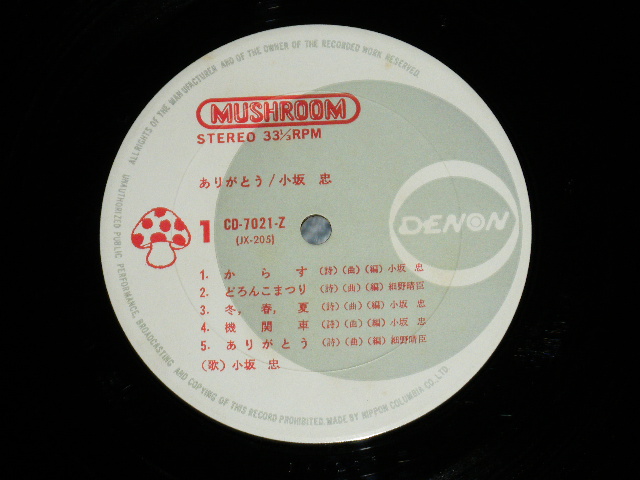 ALL RIGHTS OF THE MANUFACTURER AND OF THE OWNER OF THE RECORDED WORK RESERVED.
MUSHROOM
STEREO 33⅓RPM
ありがとう/小坂 忠
1
CD-7021-Z
(JX-205)
DENON
1. からす (詩)(曲)(編) 小坂 忠
2. どろんこまつり (詩)(曲)(編) 細野晴臣
3. 冬，春，夏 (詩)(曲)(編) 小坂 忠
4. 機関車 (詩)(曲)(編) 小坂 忠
5. ありがとう (詩)(曲)(編) 細野晴臣
(歌) 小坂 忠
UNAUTHORIZED PUBLIC PERFORMANCE, BROADCASTING AND COPYING OF THIS RECORD PROHIBITED. MADE BY NIPPON COLUMBIA CO., LTD.